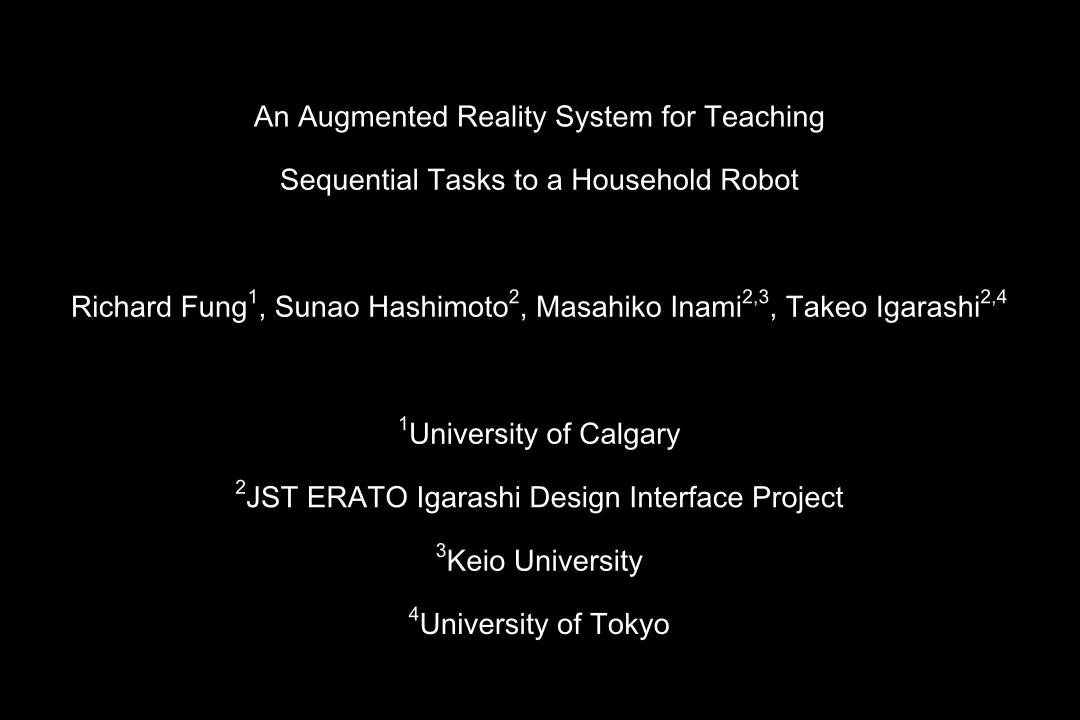 An Augmented Reality System for Teaching
Sequential Tasks to a Household Robot
Richard Fung1, Sunao Hashimoto2, Masahiko Inami2,3, Takeo Igarashi2,4
1University of Calgary
2JST ERATO Igarashi Design Interface Project
3Keio University
4University of Tokyo